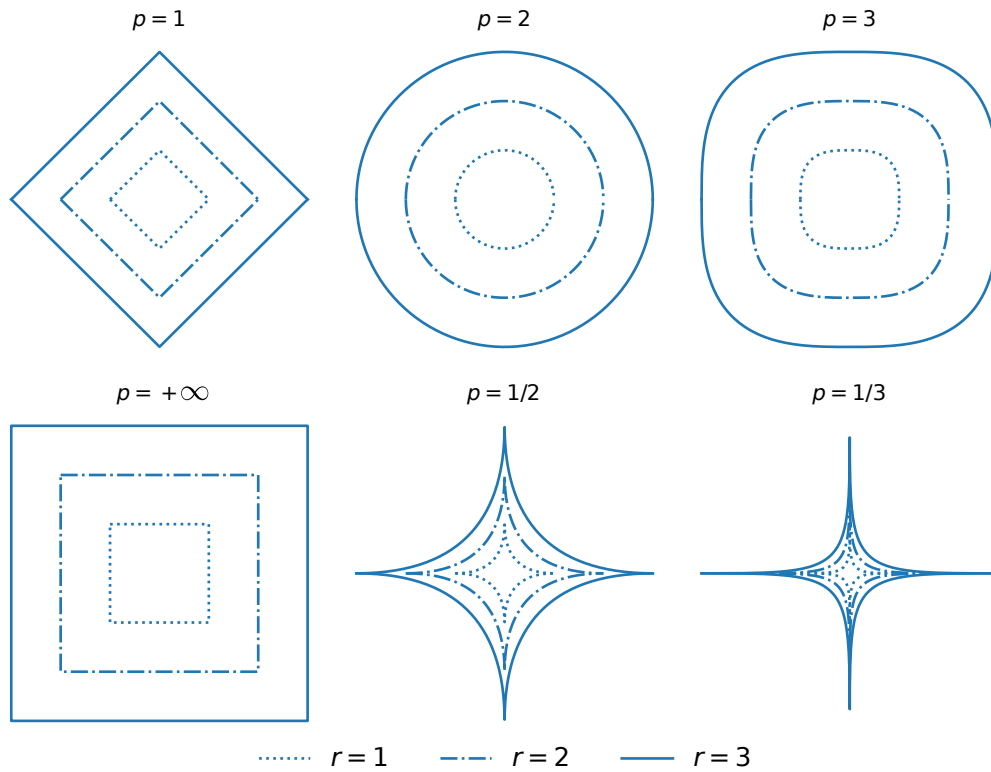 p = 1
p = 2
p = 3
p = +∞
p = 1/2
p = 1/3
r = 1
r = 2
r = 3